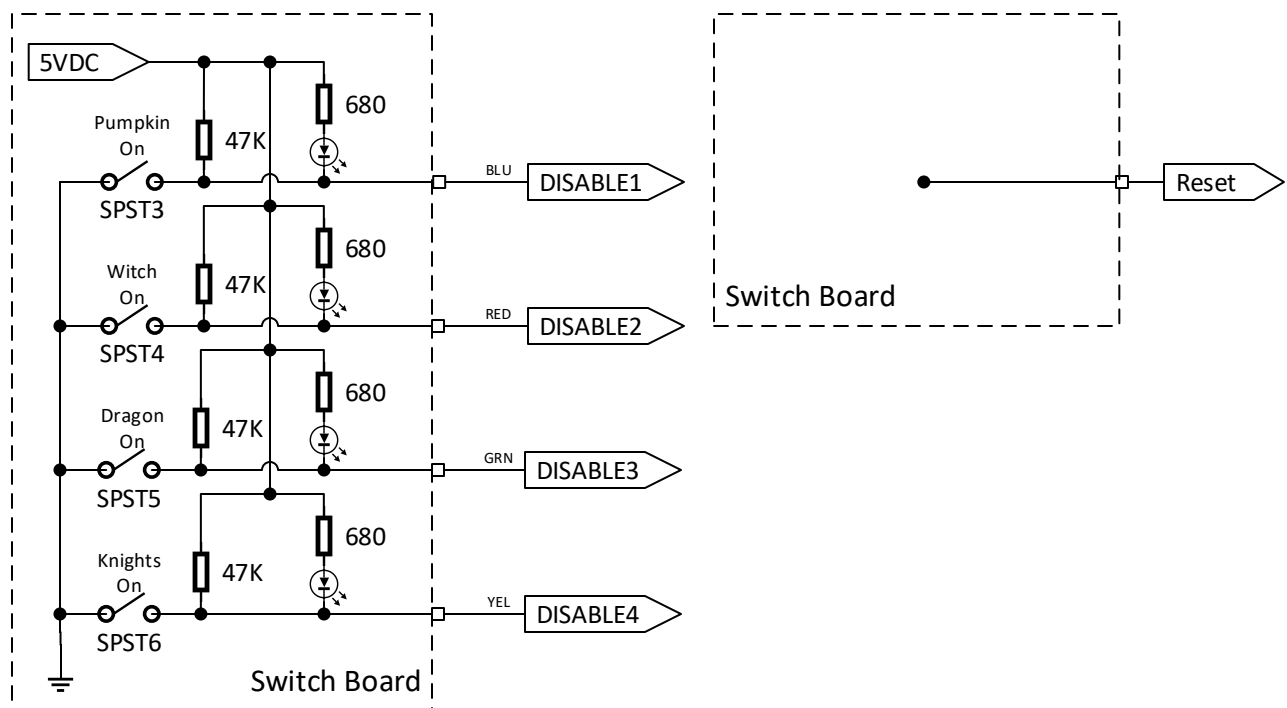 5VDC
680
Pumpkin
On
47K
SPST3
BLU
DISABLE1
Reset
680
Witch
On
47K
SPST4
RED
DISABLE2
Switch Board
680
Dragon
On
47K
SPST5
GRN
DISABLE3
680
Knights
On
47K
SPST6
YEL
DISABLE4
Switch Board